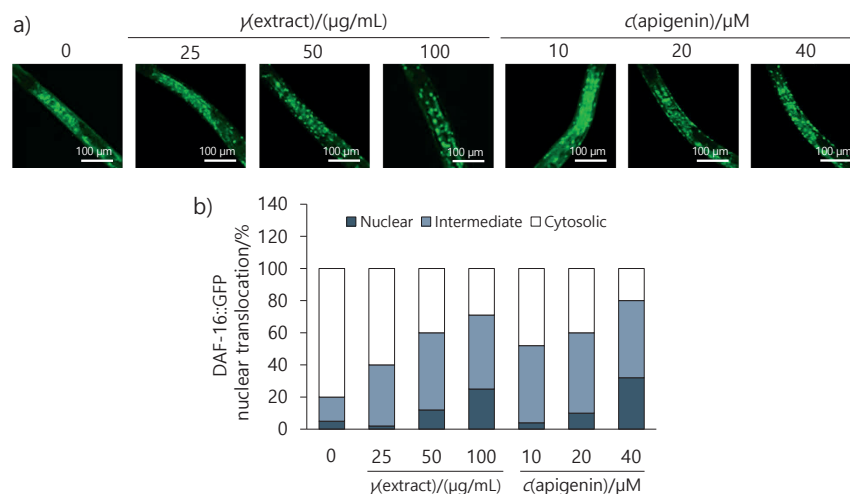 a)
γ(extract)/(µg/mL) c(apigenin)/µM
0 25 50 100 10 20 40
100 µm 100 µm 100 µm 100 µm 100 µm 100 µm 100 µm
b)
140
120
100
80
60
40
20
0
DAF-16::GFP
nuclear translocation/%
Nuclear Intermediate Cytosolic
0 25 50 100 10 20 40
γ(extract)/(µg/mL) c(apigenin)/µM